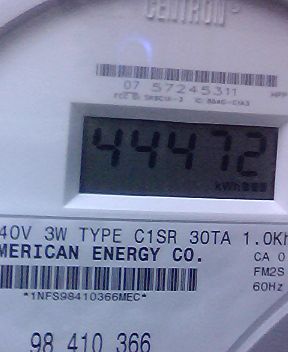 CENTRON®
07 57245311
44472
kWh
40V 3W TYPE C1SR 30TA 1.0Kh
MERICAN ENERGY CO.
CA 0
FM2S
60Hz
*1NFS98410366MEC*
98 410 366